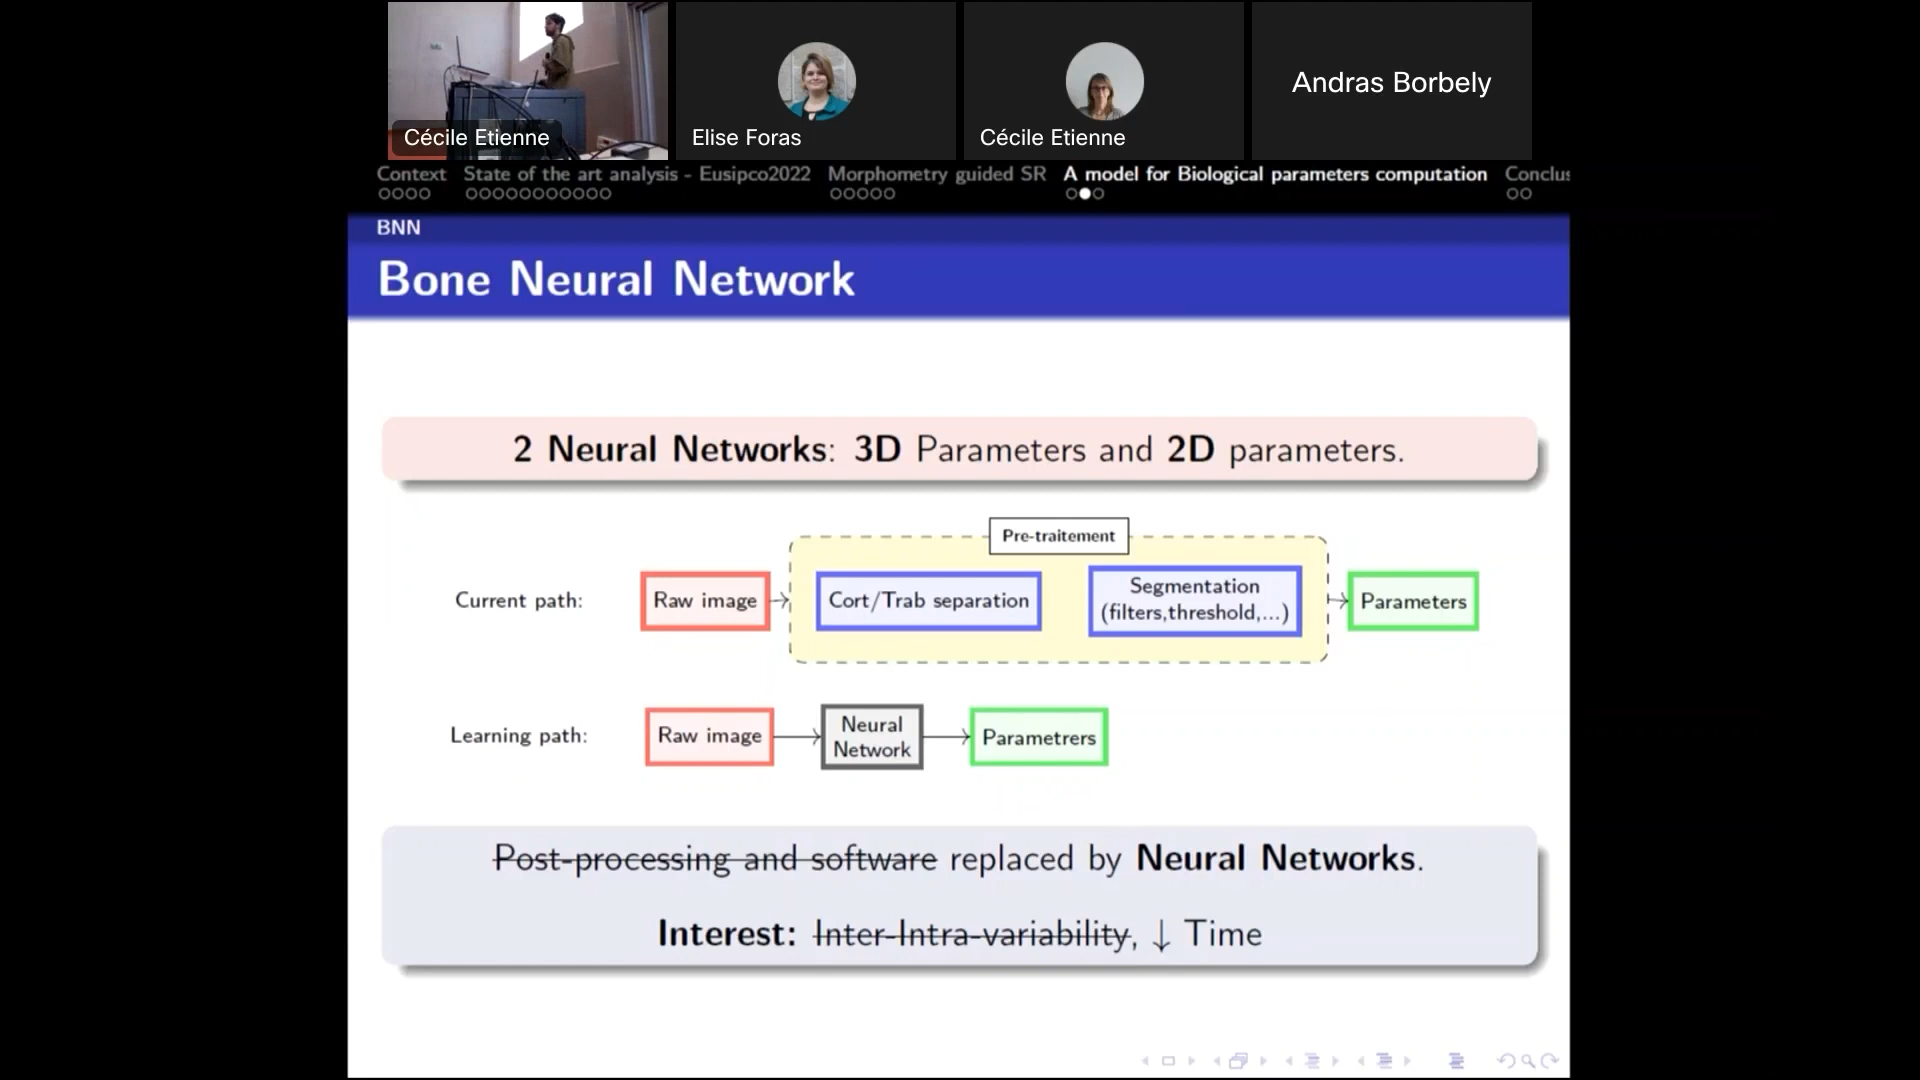 Cécile Etienne
Elise Foras
Cécile Etienne
Andras Borbely
Context State of the art analysis - Eusipco2022 Morphometry guided SR A model for Biological parameters computation Conclus
BNN
Bone Neural Network
2 Neural Networks: 3D Parameters and 2D parameters.
Pre-traitement
Current path: Raw image Cort/Trab separation Segmentation (filters,threshold,...) Parameters
Learning path: Raw image Neural Network Parametrers
Post-processing and software replaced by Neural Networks.
Interest: Inter-Intra-variability, ↓ Time